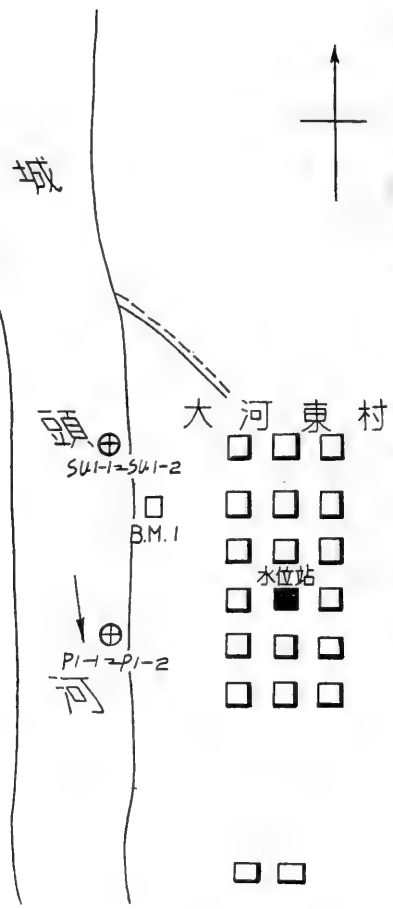 城
頭
河
大河東村
SU1-1=SU1-2
B.M.1
水位站
P1-1=P1-2